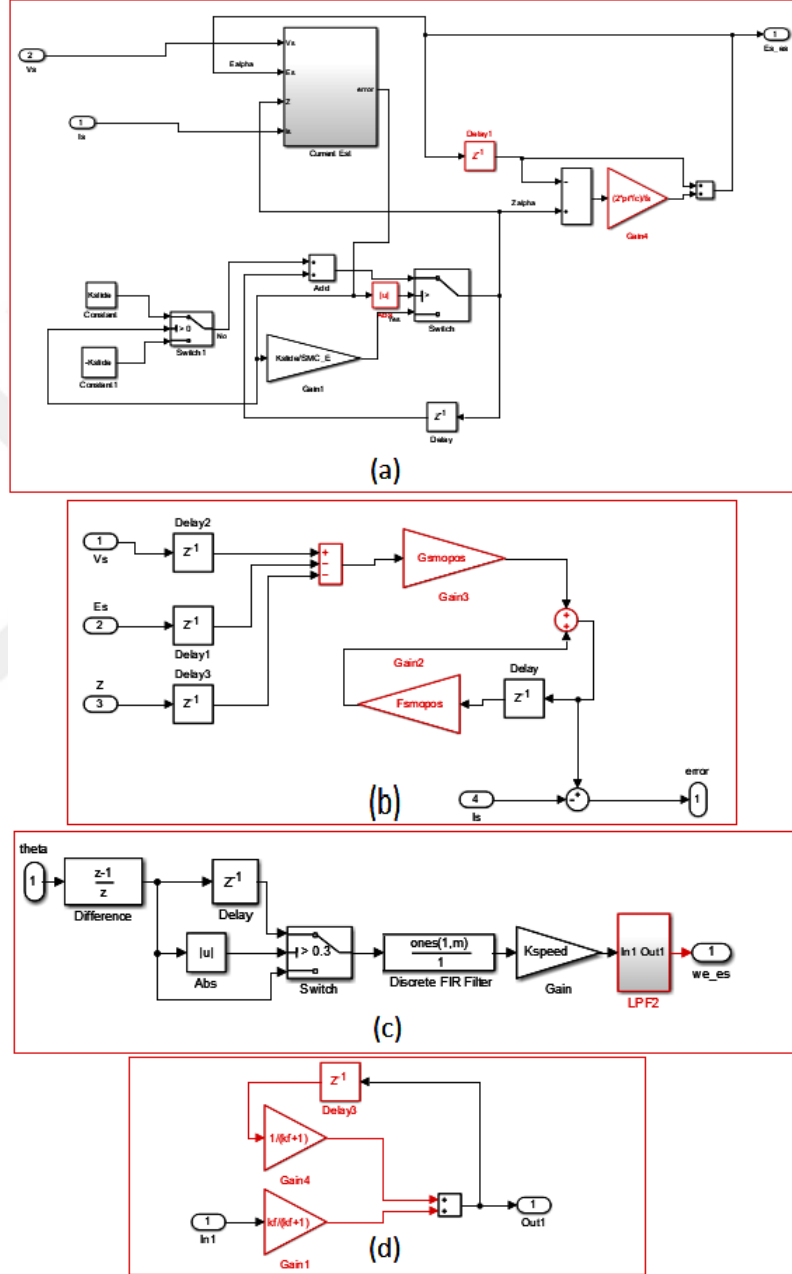 2
Vs
1
Is
Ealpha
Vs
Es
Z
Is
error
Current Est
1
Es_es
Delay1
z-1
Zalpha
-
+
(2*pi*fc)/fs
Gain4
+
+
Kslide
Constant
-Kslide
Constant1
> 0
Switch1
No
+
+
Add
|u|
Abs
Yes
>
Switch
Kslide/SMC_E
Gain1
z-1
Delay
(a)
1
Vs
Delay2
z-1
Es
2
z-1
Delay1
Delay3
Z
3
z-1
+
-
-
Gsmopos
Gain3
+
+
Gain2
Fsmopos
Delay
z-1
4
Is
-
+
error
1
(b)
theta
1
z-1
z
Difference
z-1
Delay
|u|
Abs
> 0.3
Switch
ones(1,m)
1
Discrete FIR Filter
Kspeed
Gain
In1 Out1
LPF2
1
we_es
(c)
z-1
Delay3
1/(kf+1)
Gain4
1
In1
kf/(kf+1)
Gain1
+
+
1
Out1
(d)